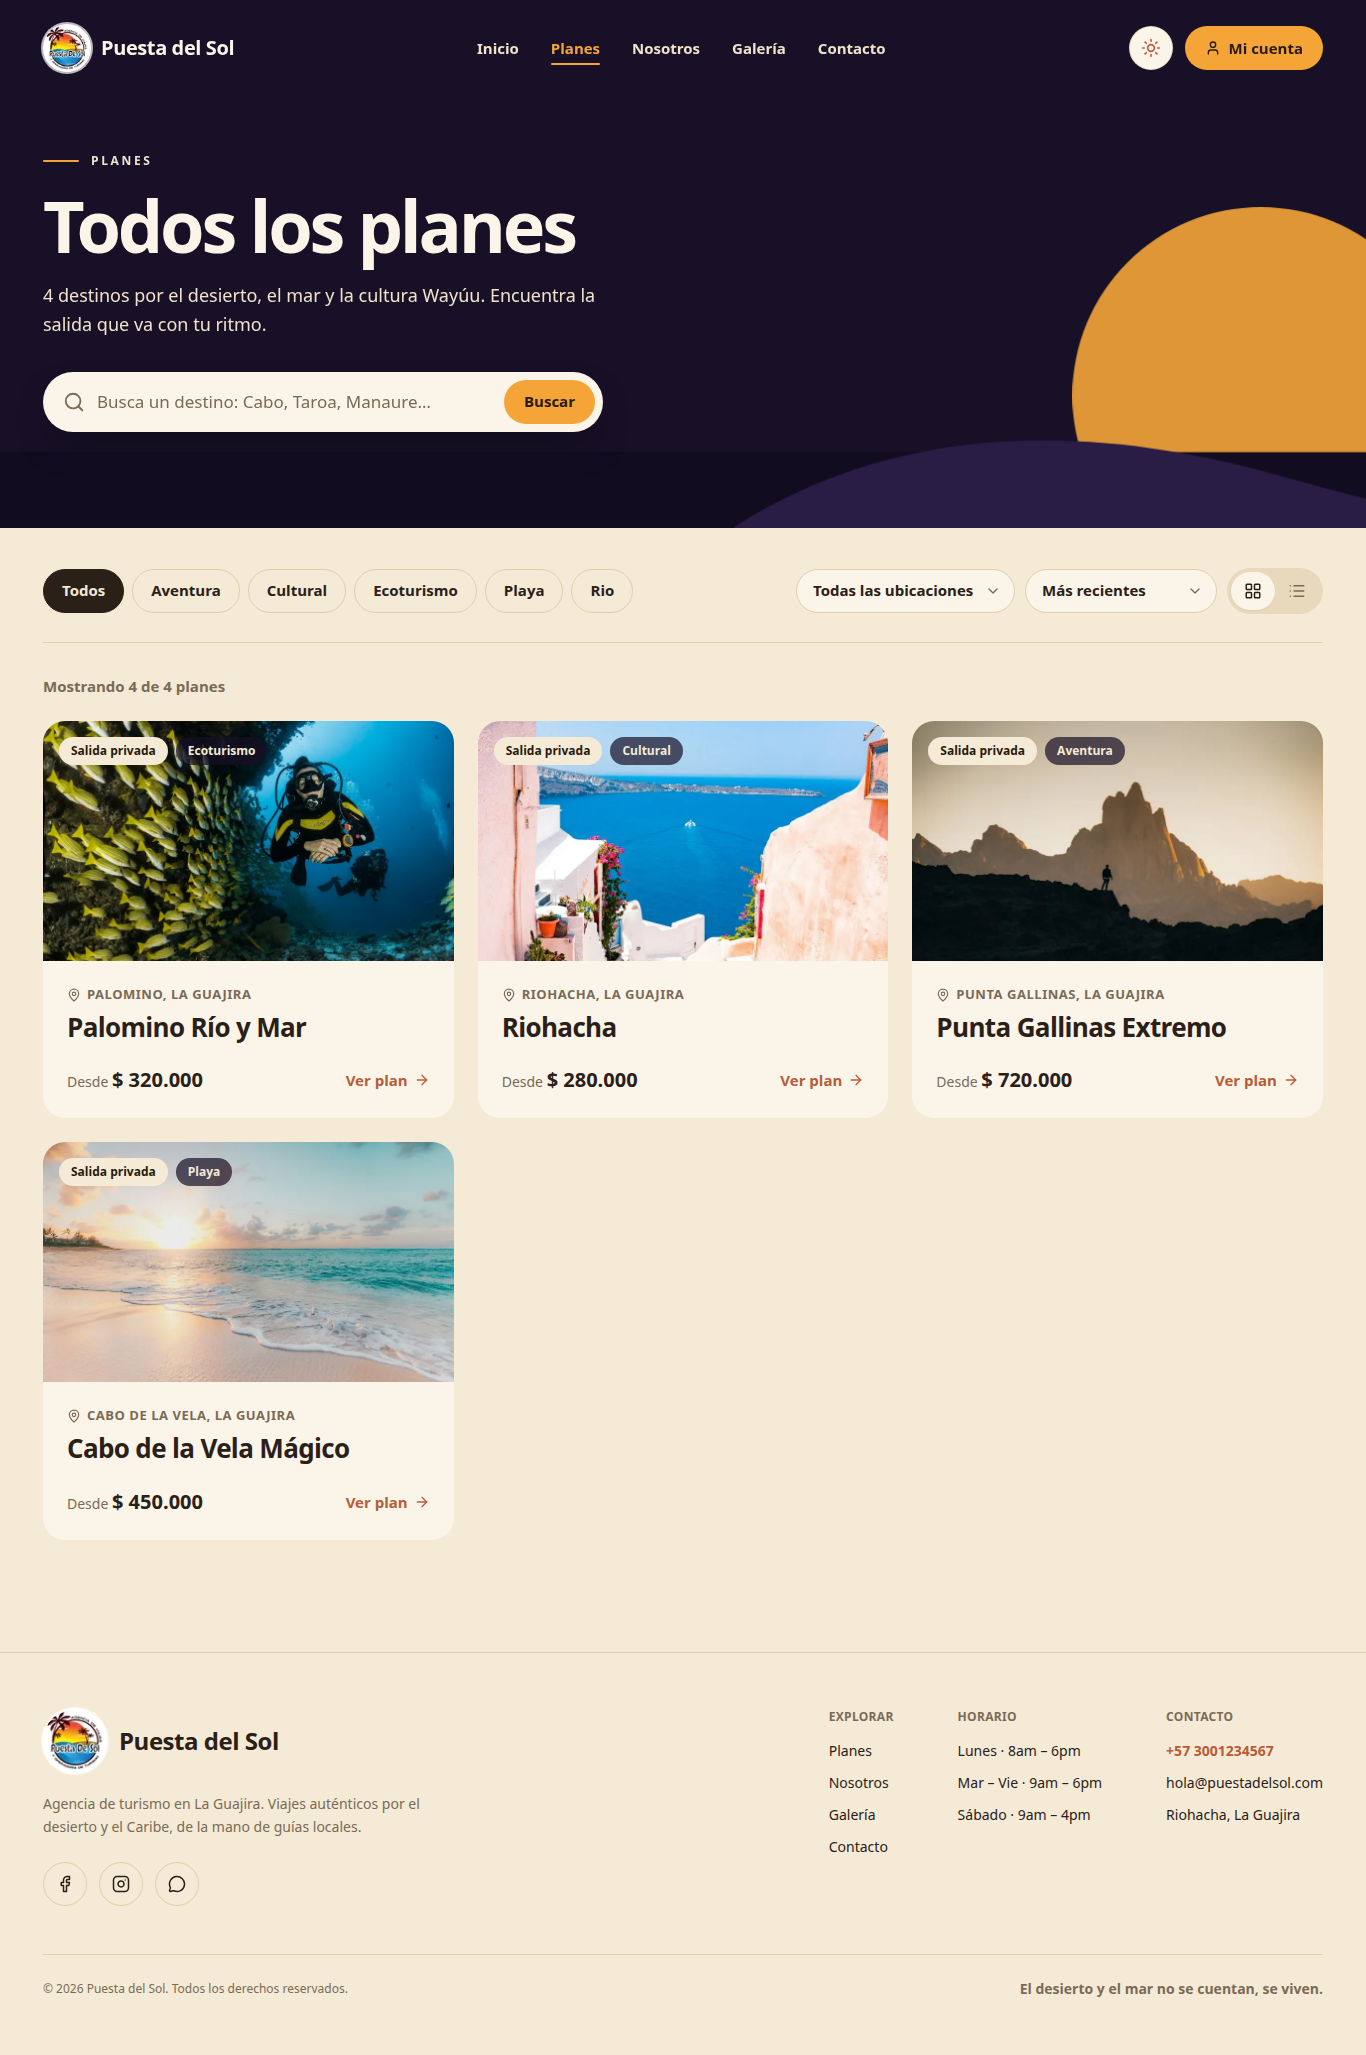 Puesta del Sol
Inicio
Planes
Nosotros
Galería
Contacto
Mi cuenta
PLANES
Todos los planes
4 destinos por el desierto, el mar y la cultura Wayúu. Encuentra la
salida que va con tu ritmo.
Busca un destino: Cabo, Taroa, Manaure...
Buscar
Todos
Aventura
Cultural
Ecoturismo
Playa
Rio
Todas las ubicaciones
Más recientes
Mostrando 4 de 4 planes
Salida privada
Ecoturismo
PALOMINO, LA GUAJIRA
Palomino Río y Mar
Desde $ 320.000
Ver plan
Salida privada
Cultural
RIOHACHA, LA GUAJIRA
Riohacha
Desde $ 280.000
Ver plan
Salida privada
Aventura
PUNTA GALLINAS, LA GUAJIRA
Punta Gallinas Extremo
Desde $ 720.000
Ver plan
Salida privada
Playa
CABO DE LA VELA, LA GUAJIRA
Cabo de la Vela Mágico
Desde $ 450.000
Ver plan
Puesta Del Sol
Puesta del Sol
Agencia de turismo en La Guajira. Viajes auténticos por el
desierto y el Caribe, de la mano de guías locales.
EXPLORAR
Planes
Nosotros
Galería
Contacto
HORARIO
Lunes · 8am – 6pm
Mar – Vie · 9am – 6pm
Sábado · 9am – 4pm
CONTACTO
+57 3001234567
hola@puestadelsol.com
Riohacha, La Guajira
© 2026 Puesta del Sol. Todos los derechos reservados.
El desierto y el mar no se cuentan, se viven.